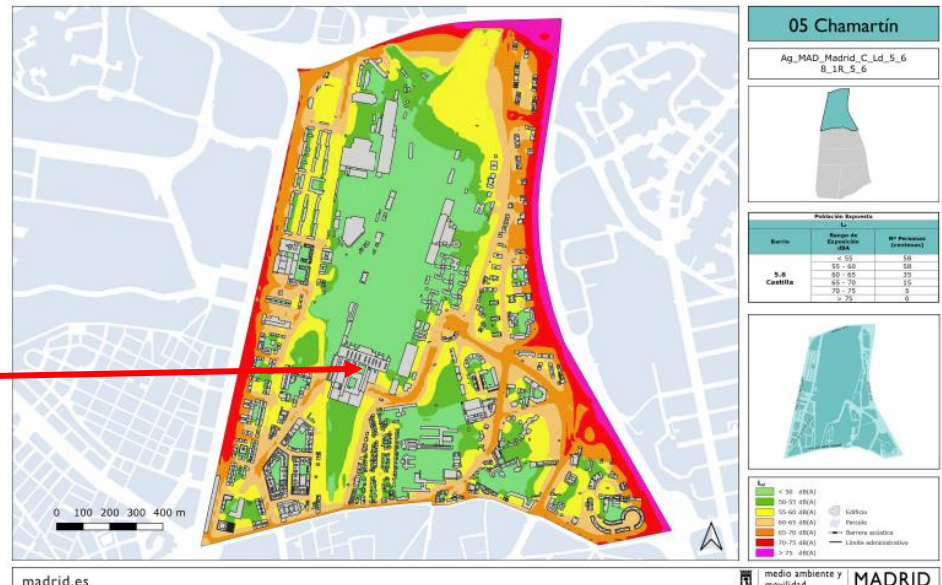 05 Chamartín
Ag_MAD_Madrid_C_Ld_5_6
8_1R_5_6
Población Expuesta
Ld
Barrio
Rango de Exposición dBA
Nº Personas (centenas)
5.6 Castilla
< 55 58
55 - 60 58
60 - 65 35
65 - 70 15
70 - 75 5
> 75 0
Ld
< 50 dB(A)
50-55 dB(A)
55-60 dB(A)
60-65 dB(A)
65-70 dB(A)
70-75 dB(A)
> 75 dB(A)
Edificio
Parcela
Barrera acústica
Límite administrativo
0 100 200 300 400 m
madrid.es
medio ambiente y
movilidad
MADRID